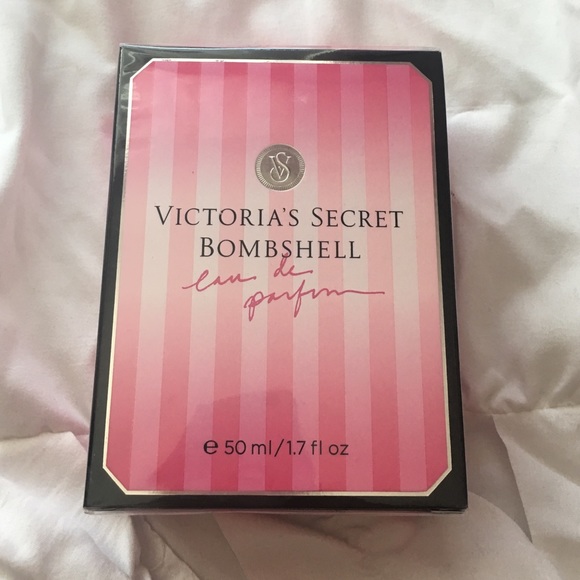 VS
VICTORIA'S SECRET
BOMBSHELL
eau de
parfum
℮ 50 ml/1.7 fl oz